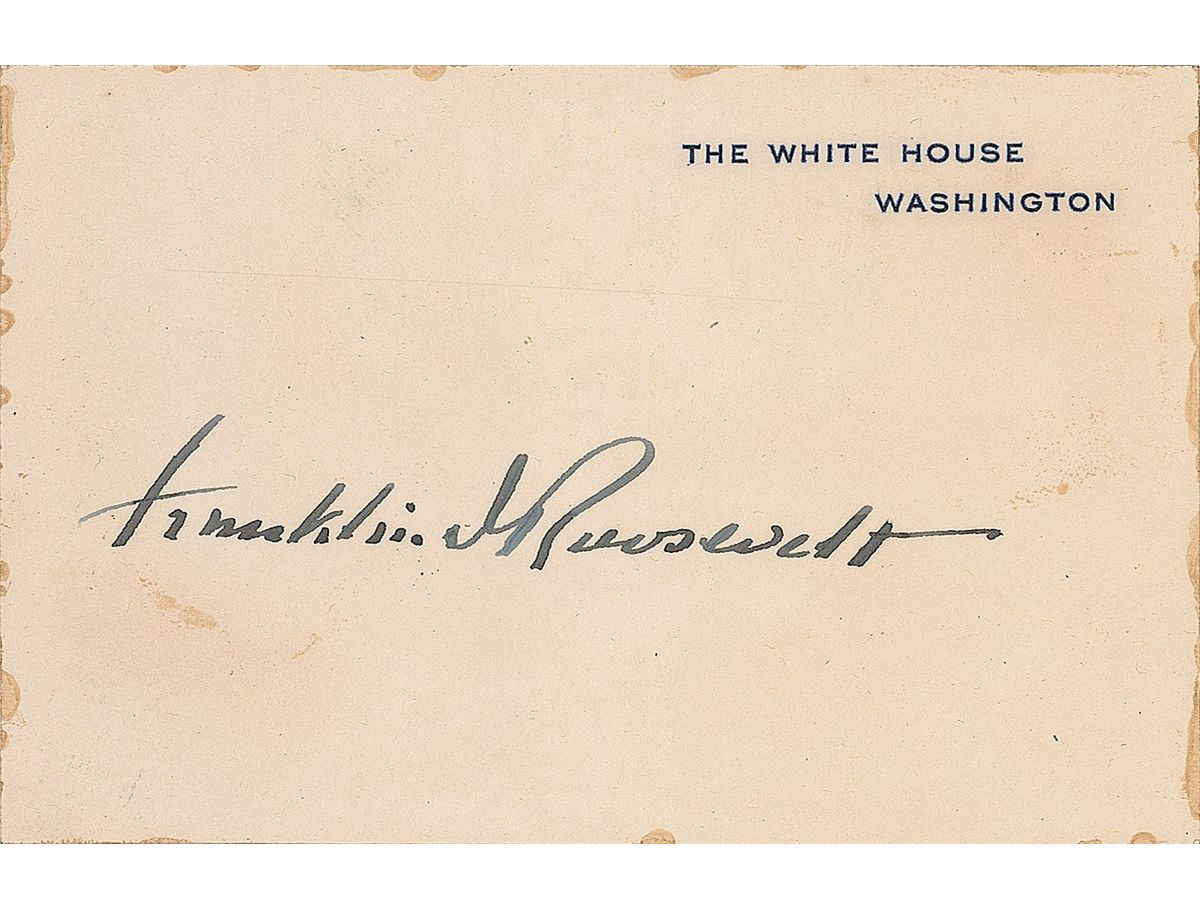 THE WHITE HOUSE
WASHINGTON
Franklin D Roosevelt